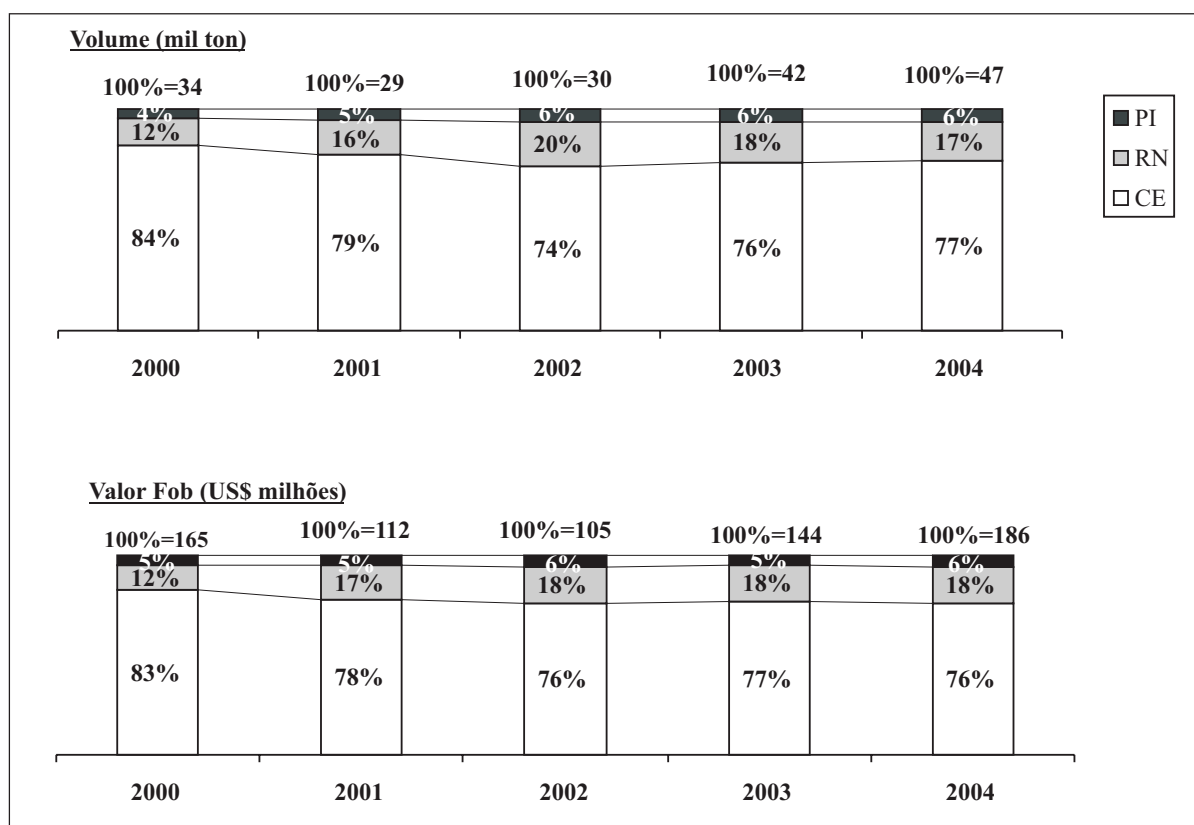 Volume (mil ton)
100%=34 100%=29 100%=30 100%=42 100%=47
4% 5% 6% 6% 6%
12% 16% 20% 18% 17%
84% 79% 74% 76% 77%
2000 2001 2002 2003 2004
PI
RN
CE
Valor Fob (US$ milhões)
100%=165 100%=112 100%=105 100%=144 100%=186
5% 5% 6% 5% 6%
12% 17% 18% 18% 18%
83% 78% 76% 77% 76%
2000 2001 2002 2003 2004